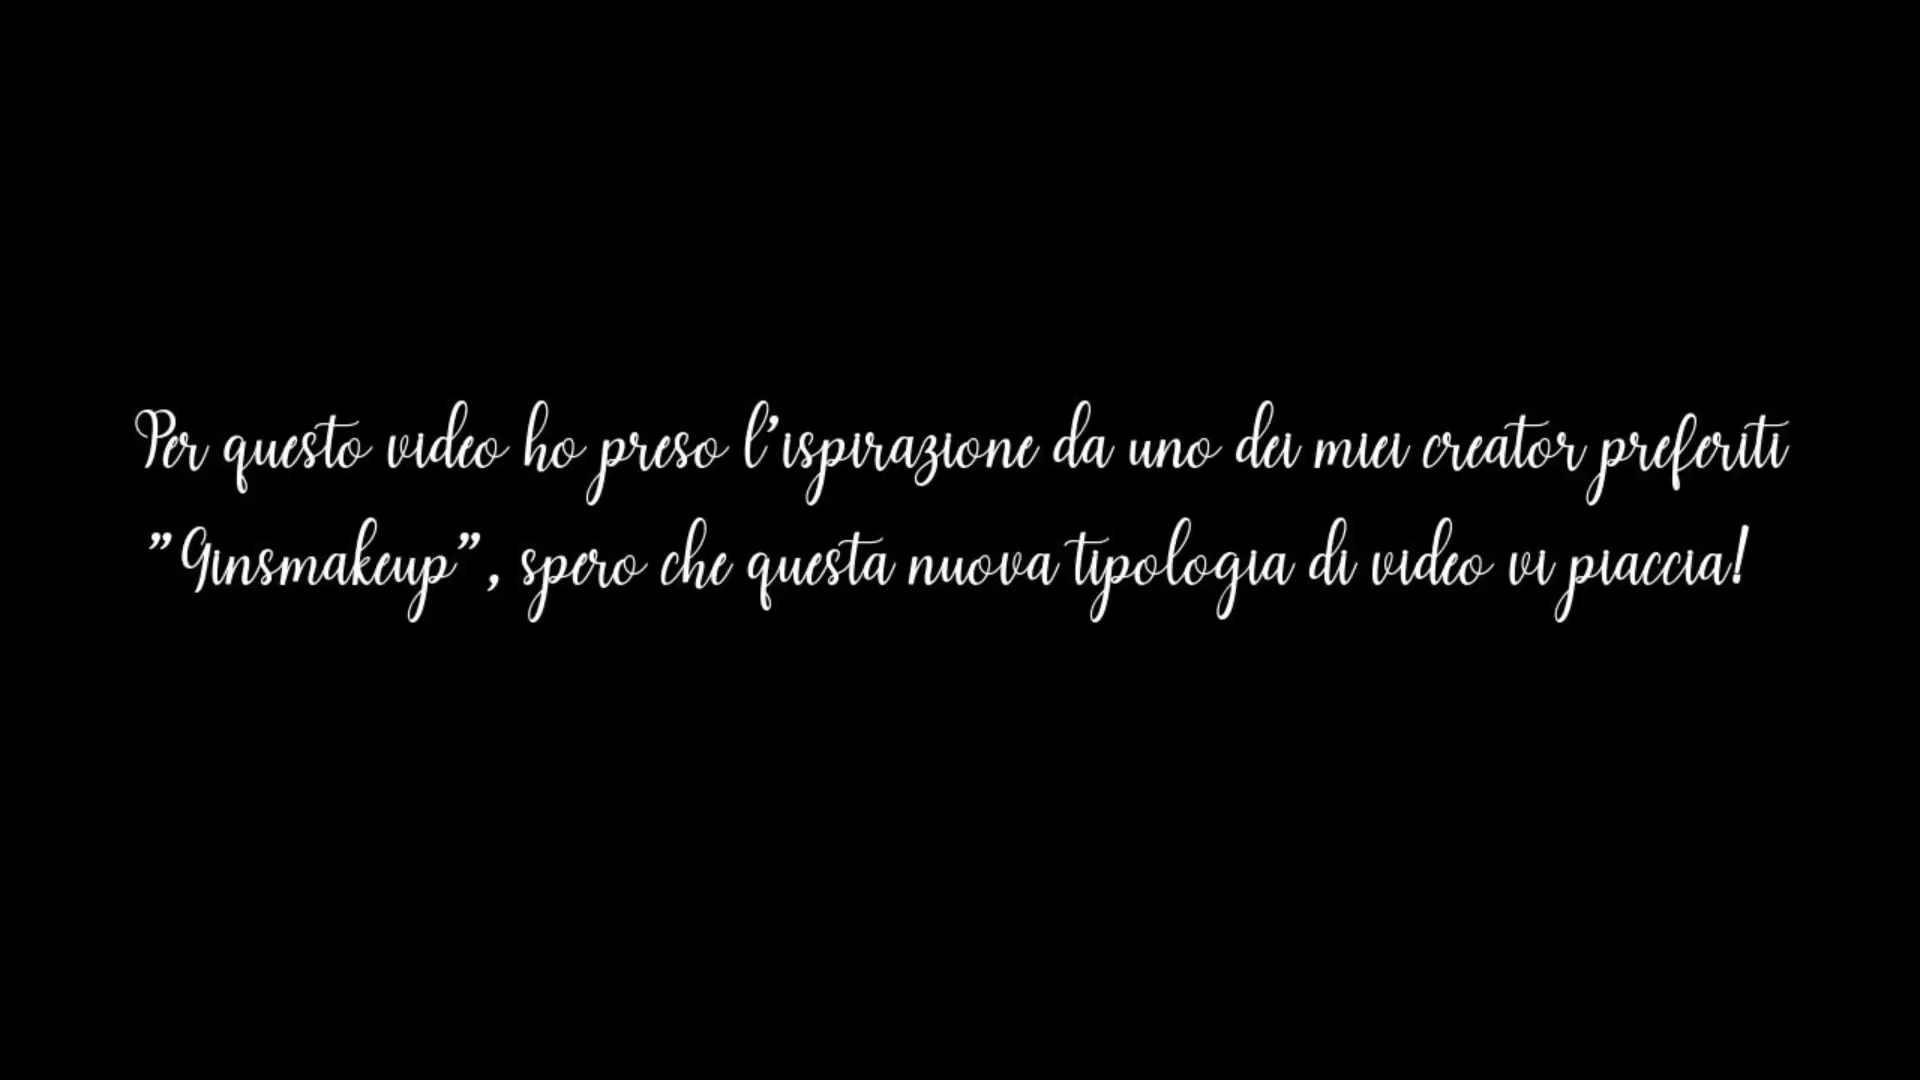 Per questo video ho preso l'ispirazione da uno dei miei creator preferiti
"Ginsmakeup", spero che questa nuova tipologia di video vi piaccia!